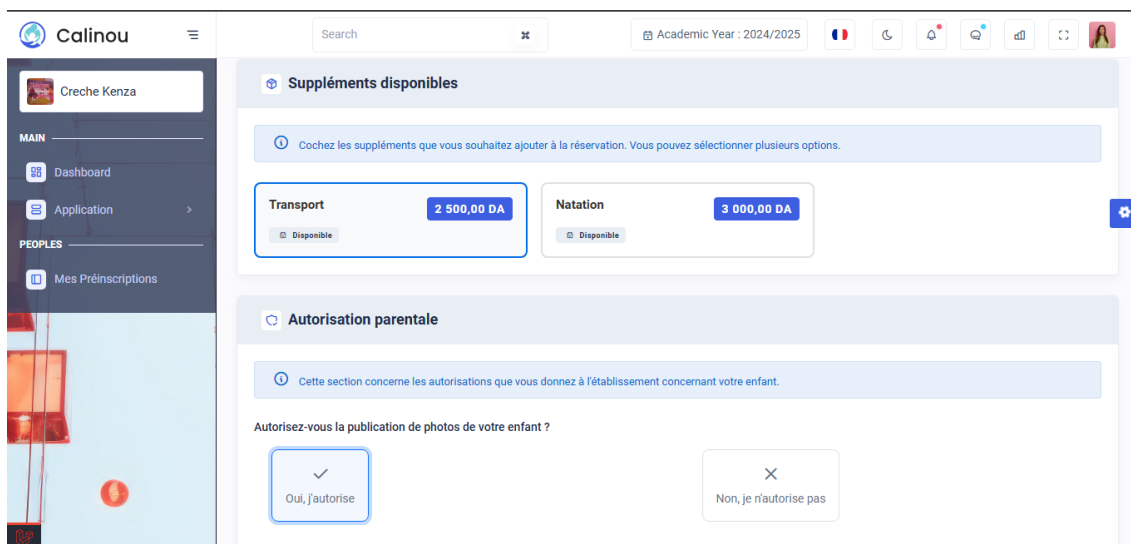 Calinou
Search
Academic Year : 2024/2025
Creche Kenza
MAIN
Dashboard
Application
PEOPLES
Mes Préinscriptions
Suppléments disponibles
Cochez les suppléments que vous souhaitez ajouter à la réservation. Vous pouvez sélectionner plusieurs options.
Transport
2 500,00 DA
Disponible
Natation
3 000,00 DA
Disponible
Autorisation parentale
Cette section concerne les autorisations que vous donnez à l'établissement concernant votre enfant.
Autorisez-vous la publication de photos de votre enfant ?
Oui, j'autorise
Non, je n'autorise pas